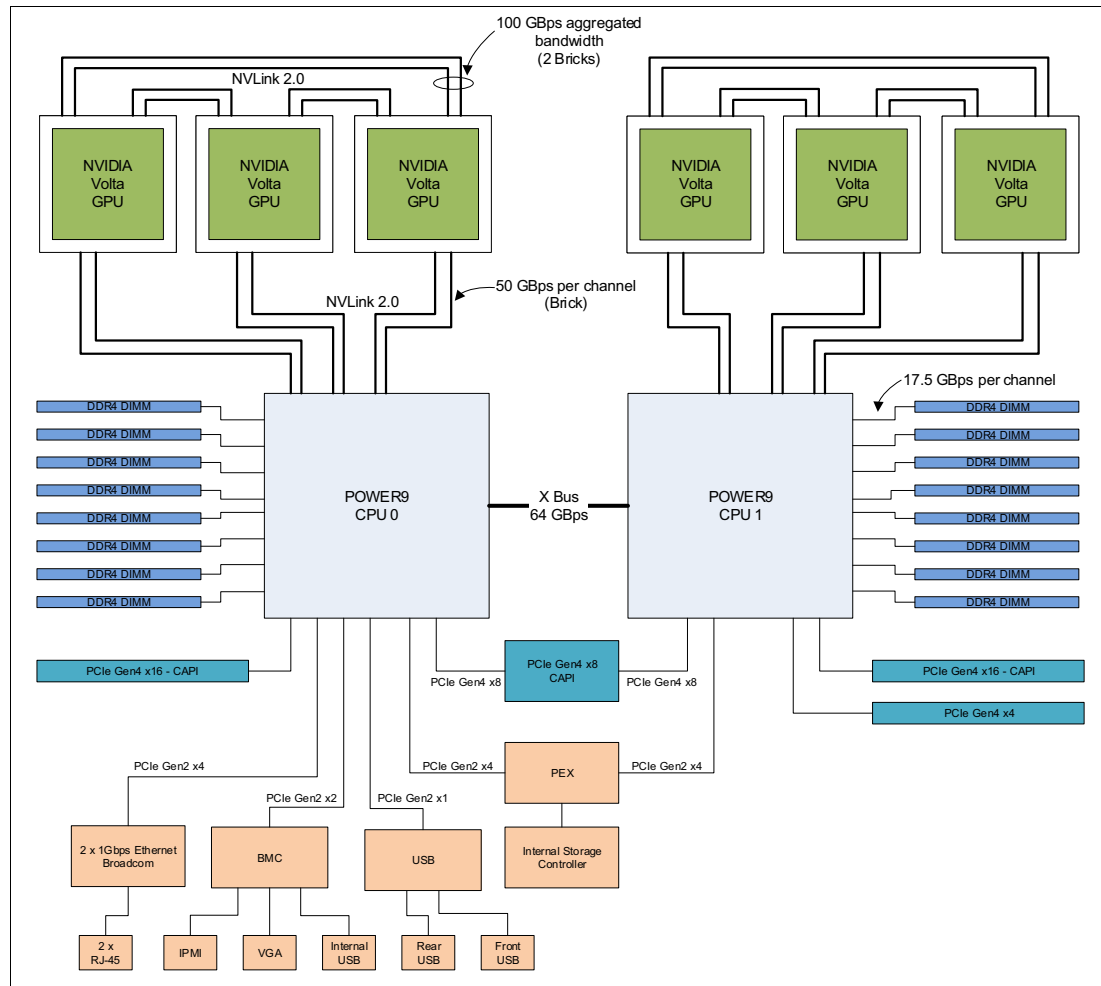 100 GBps aggregated
bandwidth
(2 Bricks)
NVLink 2.0
NVIDIA
Volta
GPU
NVIDIA
Volta
GPU
NVIDIA
Volta
GPU
NVIDIA
Volta
GPU
NVIDIA
Volta
GPU
NVIDIA
Volta
GPU
50 GBps per channel
(Brick)
NVLink 2.0
17.5 GBps per channel
DDR4 DIMM
DDR4 DIMM
DDR4 DIMM
DDR4 DIMM
DDR4 DIMM
DDR4 DIMM
DDR4 DIMM
DDR4 DIMM
POWER9
CPU 0
X Bus
64 GBps
POWER9
CPU 1
DDR4 DIMM
DDR4 DIMM
DDR4 DIMM
DDR4 DIMM
DDR4 DIMM
DDR4 DIMM
DDR4 DIMM
DDR4 DIMM
PCIe Gen4 x16 - CAPI
PCIe Gen4 x8
PCIe Gen4 x8
CAPI
PCIe Gen4 x8
PCIe Gen4 x16 - CAPI
PCIe Gen4 x4
PCIe Gen2 x4
PCIe Gen2 x4
PEX
PCIe Gen2 x4
PCIe Gen2 x2
PCIe Gen2 x1
2 x 1Gbps Ethernet
Broadcom
BMC
USB
Internal Storage
Controller
2 x
RJ-45
IPMI
VGA
Internal
USB
Rear
USB
Front
USB